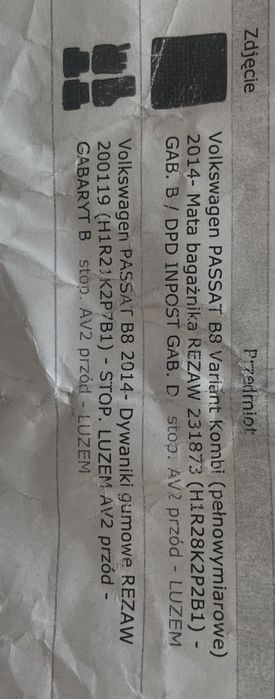 Zdjęcie
Przedmiot
Volkswagen PASSAT B8 Variant Kombi (pełnowymiarowe)
2014- Mata bagażnika REZAW 231873 (H1R28K2P2B1) -
GAB. B / DPD INPOST GAB. D stop. AV2 przód - LUZEM
Volkswagen PASSAT B8 2014- Dywaniki gumowe REZAW
200119 (H1R21K2P7B1) - STOP. LUZEM AV2 przód -
GABARYT B stop. AV2 przód - LUZEM